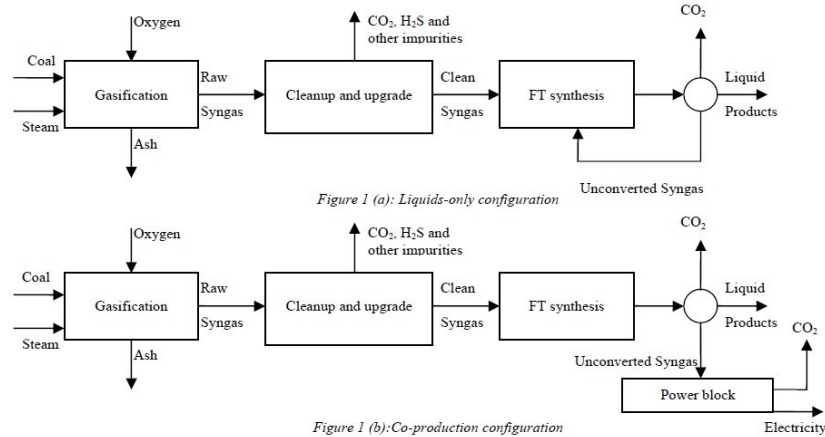 Oxygen
CO2, H2S and
other impurities
CO2
Coal
Raw
Clean
Liquid
Gasification
Cleanup and upgrade
FT synthesis
Syngas
Syngas
Products
Steam
Ash
Unconverted Syngas
Figure 1 (a): Liquids-only configuration
Oxygen
CO2, H2S and
other impurities
CO2
Coal
Raw
Clean
Liquid
Gasification
Cleanup and upgrade
FT synthesis
Syngas
Syngas
Products
Steam
CO2
Ash
Unconverted Syngas
Power block
Figure 1 (b):Co-production configuration
Electricity